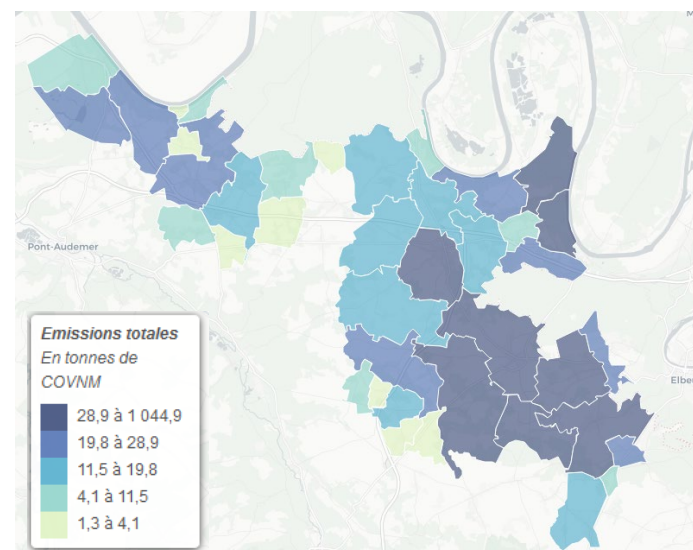 Pont-Audemer
Elbe
Emissions totales
En tonnes de
COVNM
28,9 à 1 044,9
19,8 à 28,9
11,5 à 19,8
4,1 à 11,5
1,3 à 4,1